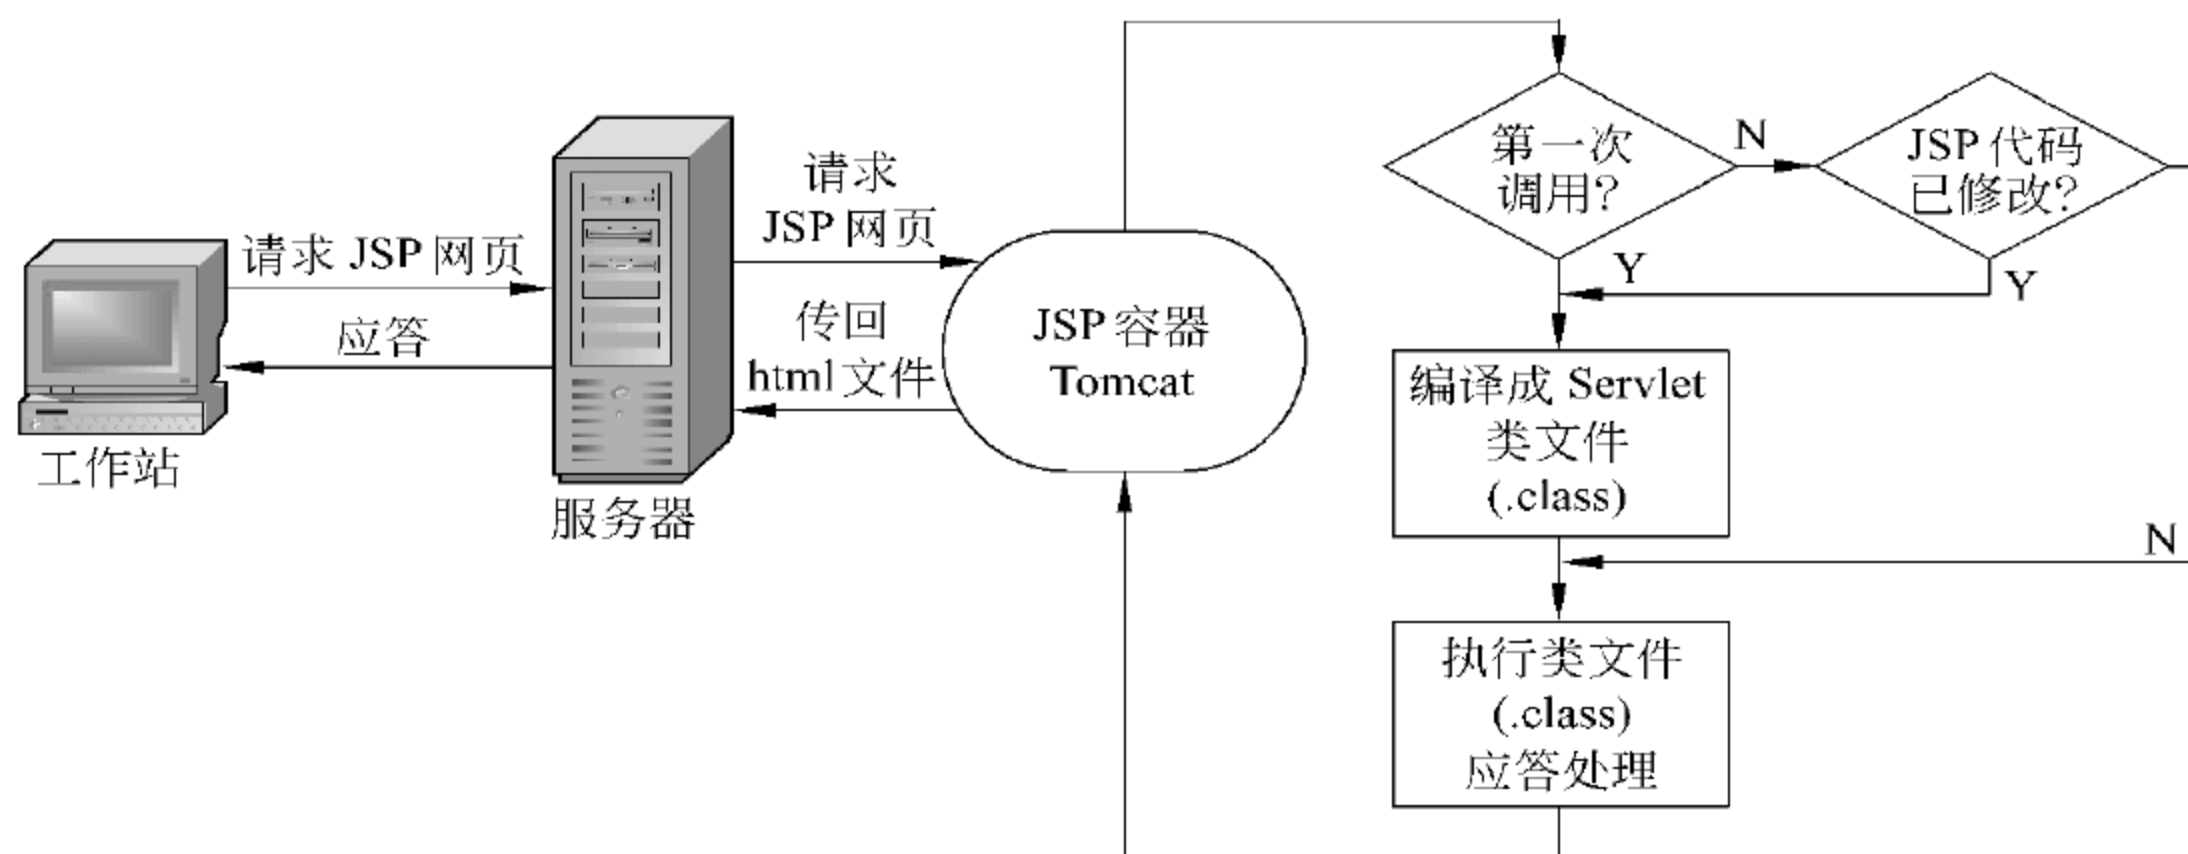 请求 JSP 网页
应答
工作站
服务器
请求
JSP 网页
传回
html 文件
JSP 容器
Tomcat
第一次
调用?
N
JSP 代码
已修改?
Y
Y
编译成 Servlet
类文件
(.class)
N
执行类文件
(.class)
应答处理